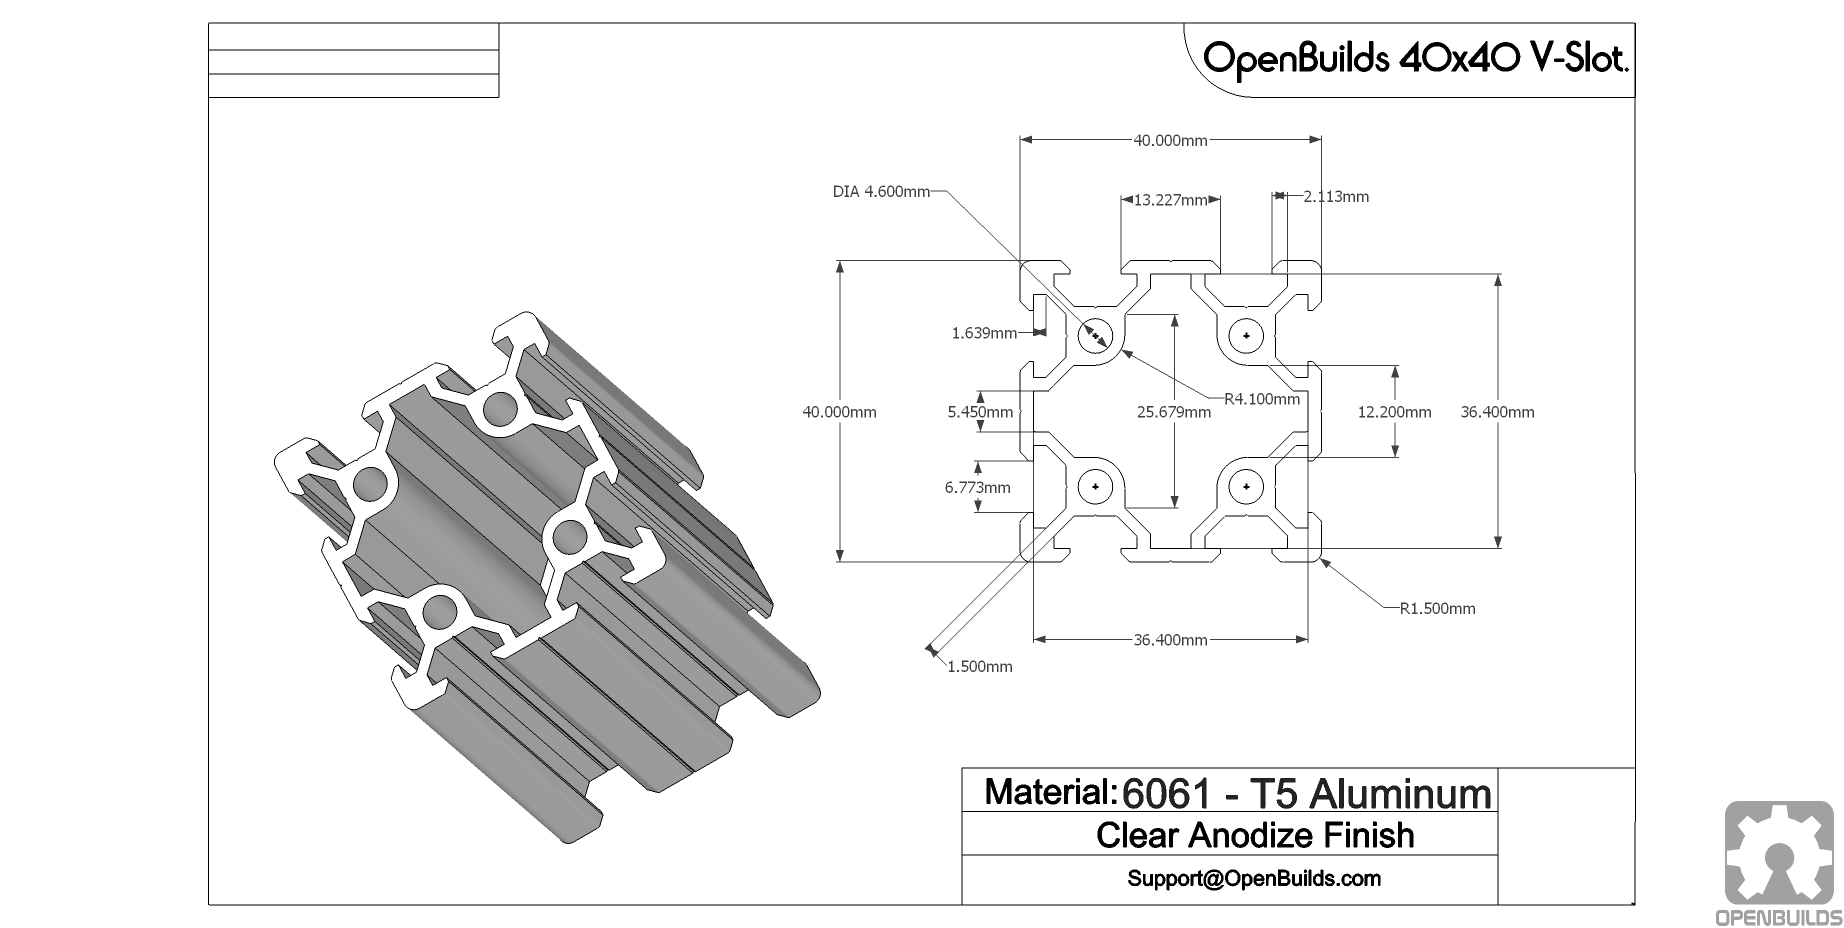 OpenBuilds 40x40 V-Slot.
40.000mm
DIA 4.600mm
13.227mm
2.113mm
1.639mm
R4.100mm
40.000mm
5.450mm
25.679mm
12.200mm
36.400mm
6.773mm
R1.500mm
36.400mm
1.500mm
Material: 6061 - T5 Aluminum
Clear Anodize Finish
Support@OpenBuilds.com
OPENBUILDS